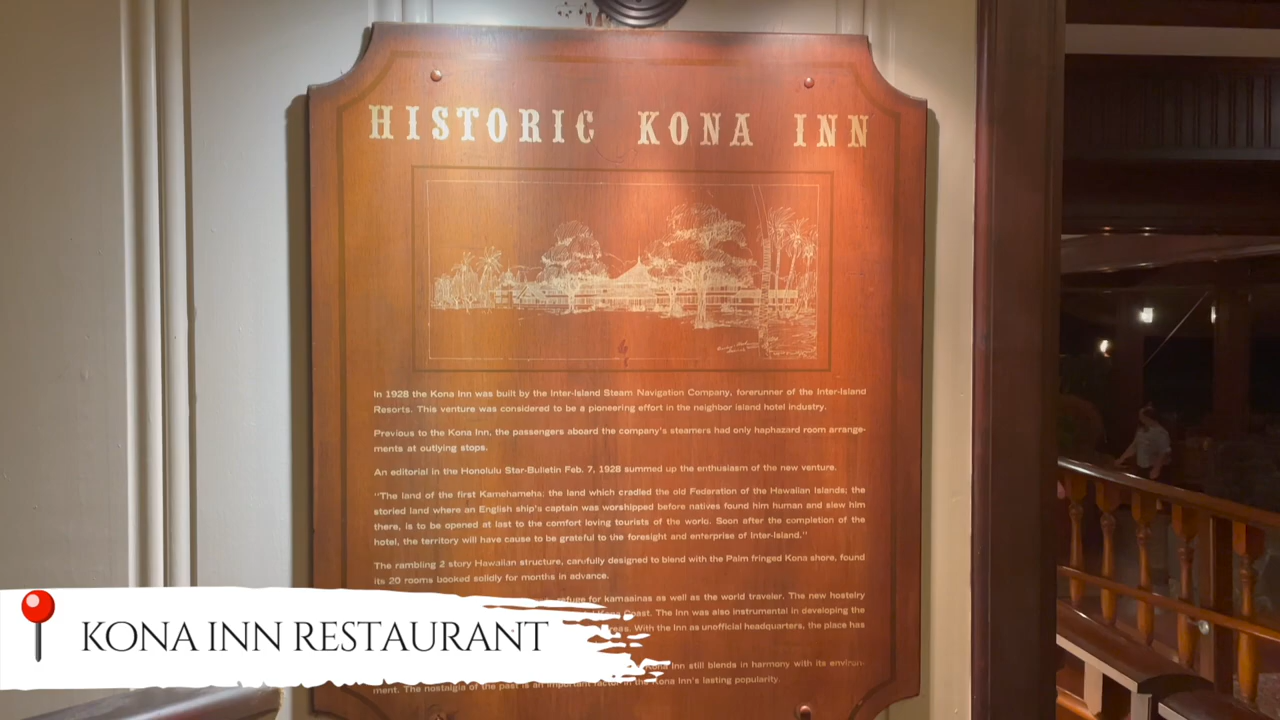 HISTORIC KONA INN
In 1928 the Kona Inn was built by the Inter-Island Steam Navigation Company, forerunner of the Inter-Island
Resorts. This venture was considered to be a pioneering effort in the neighbor island hotel industry.
Previous to the Kona Inn, the passengers aboard the company's steamers had only haphazard room arrange-
ments at outlying stops.
An editorial in the Honolulu Star-Bulletin Feb. 7, 1928 summed up the enthusiasm of the new venture.
"The land of the first Kamehameha; the land which cradled the old Federation of the Hawaiian Islands; the
storied land where an English ship's captain was worshipped before natives found him human and slew him
there, is to be opened at last to the comfort loving tourists of the world. Soon after the completion of the
hotel, the territory will have cause to be grateful to the foresight and enterprise of Inter-Island."
The rambling 2 story Hawaiian structure, carefully designed to blend with the Palm fringed Kona shore, found
its 20 rooms booked solidly for months in advance.
refuge for kamaainas as well as the world traveler. The new hostelry
Kona Coast. The Inn was also instrumental in developing the
areas. With the Inn as unofficial headquarters, the place has
Kona Inn still blends in harmony with its environ-
ment. The nostalgia of the past is an important factor in the Kona Inn's lasting popularity.
KONA INN RESTAURANT